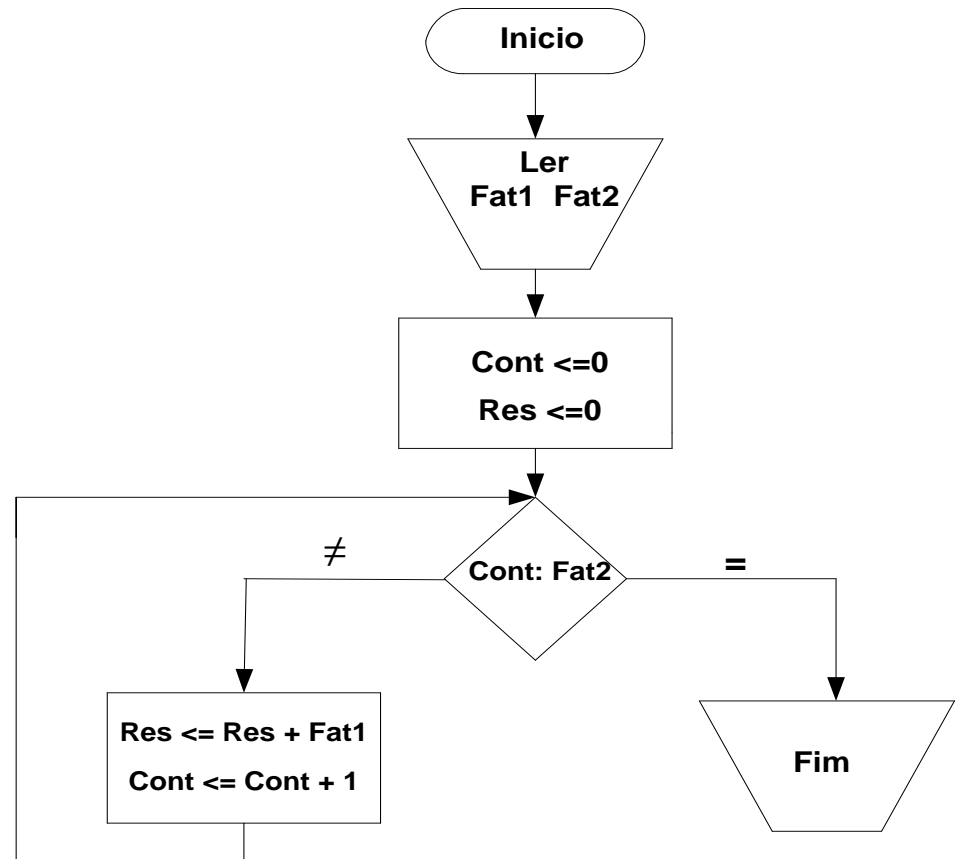 Inicio
Ler
Fat1 Fat2
Cont <=0
Res <=0
≠
Cont: Fat2
=
Res <= Res + Fat1
Cont <= Cont + 1
Fim